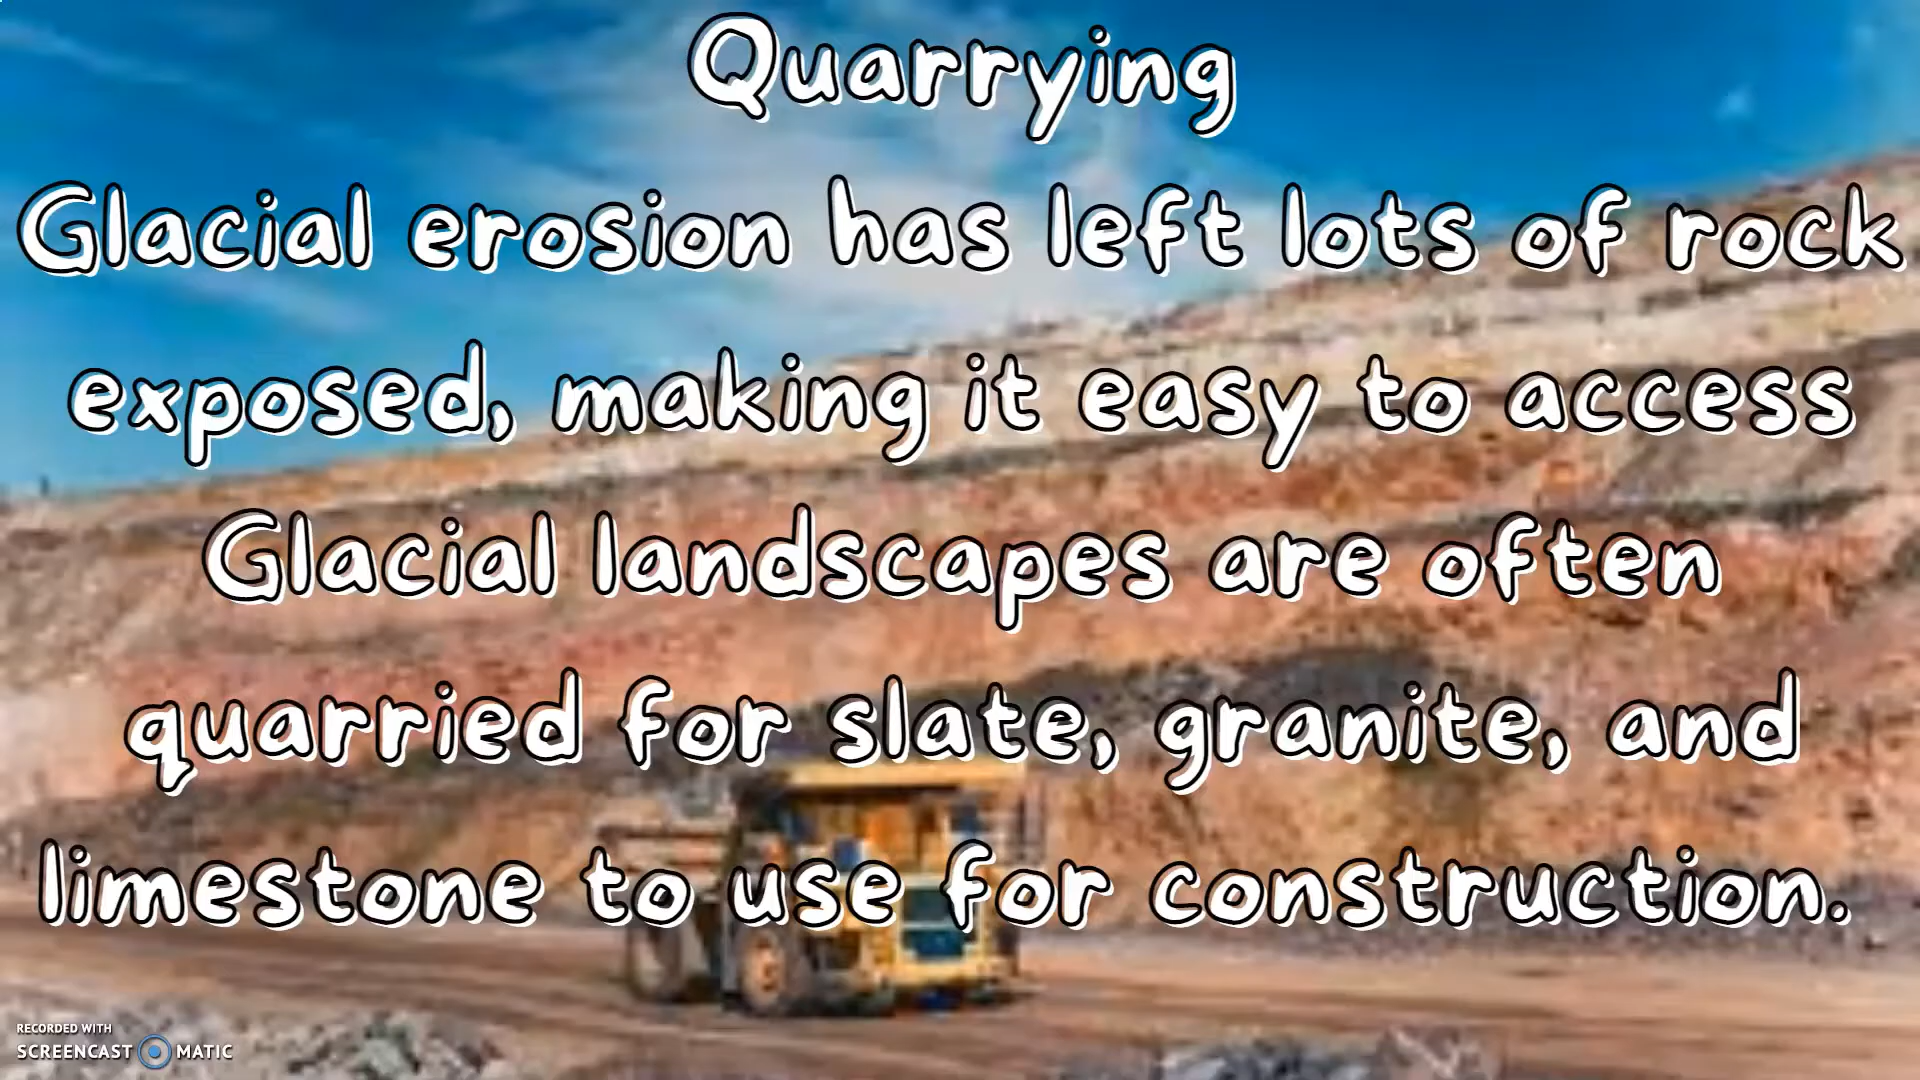 Quarrying
Glacial erosion has left lots of rock
exposed, making it easy to access
Glacial landscapes are often
quarried for slate, granite, and
limestone to use for construction.
RECORDED WITH
SCREENCAST MATIC